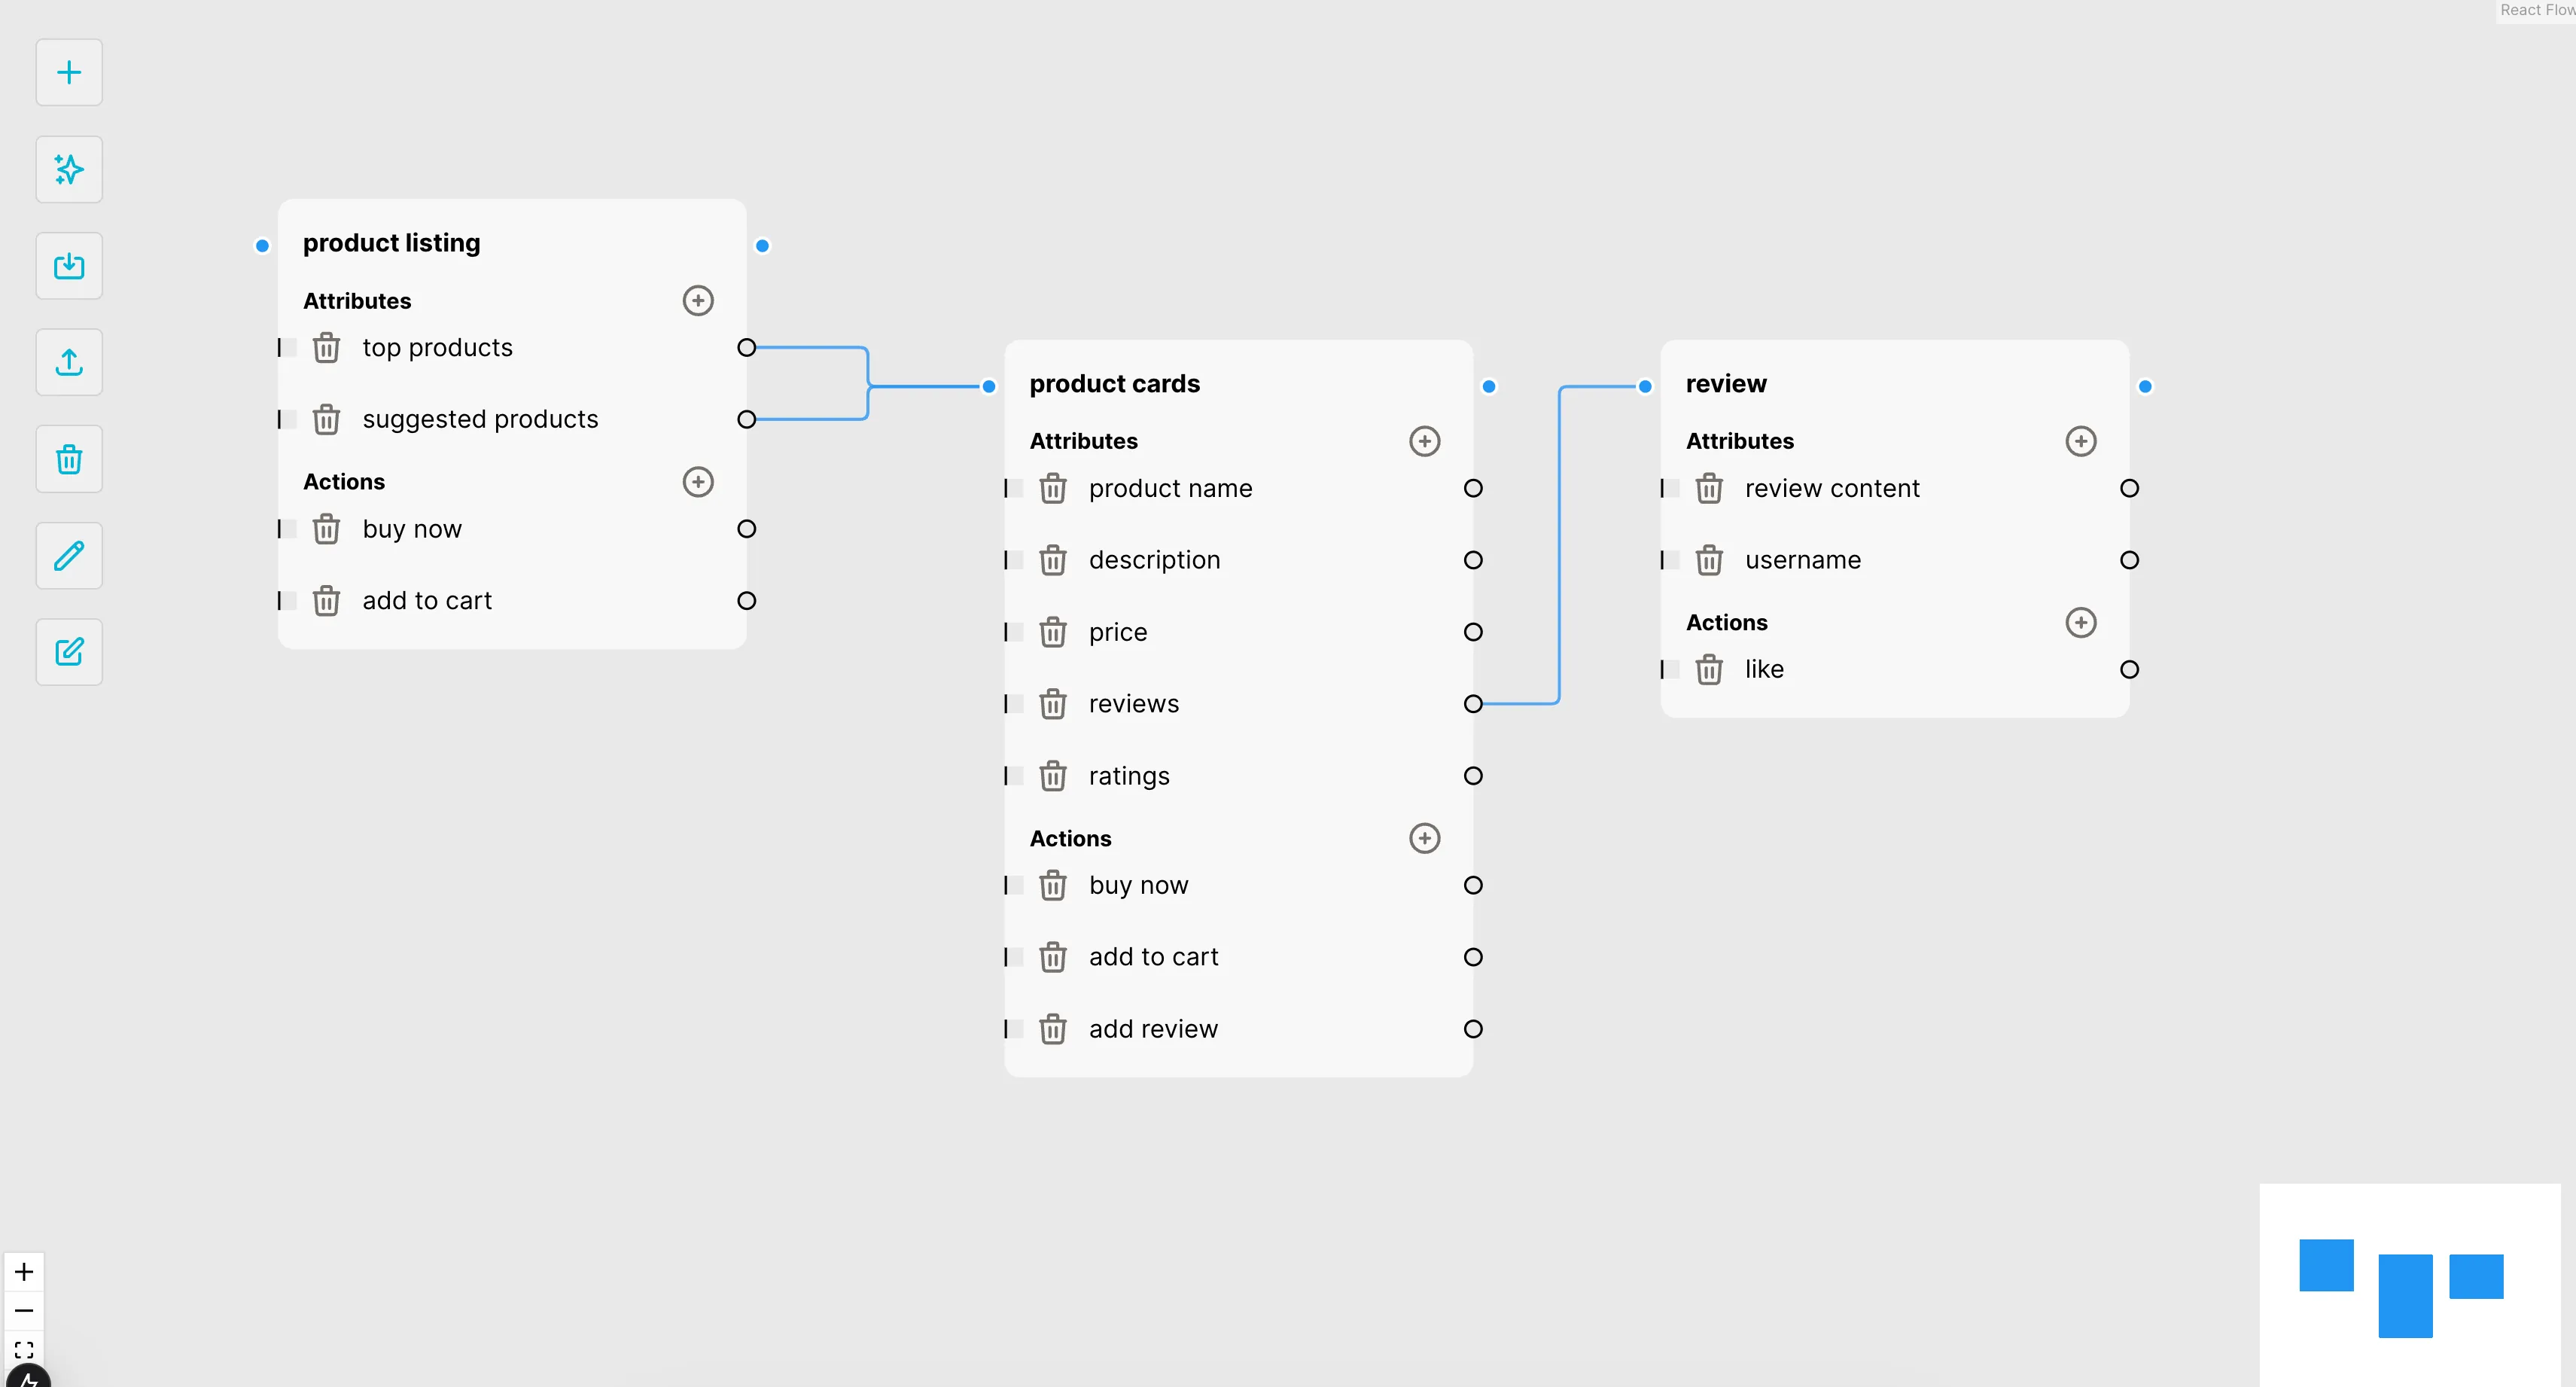 React Flow
product listing
Attributes
top products
suggested products
Actions
buy now
add to cart
product cards
Attributes
product name
description
price
reviews
ratings
Actions
buy now
add to cart
add review
review
Attributes
review content
username
Actions
like